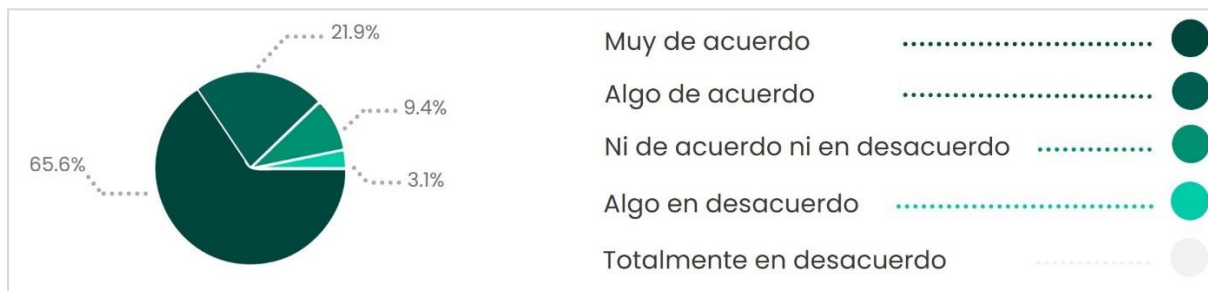 21.9%
9.4%
65.6%
3.1%
Muy de acuerdo
Algo de acuerdo
Ni de acuerdo ni en desacuerdo
Algo en desacuerdo
Totalmente en desacuerdo